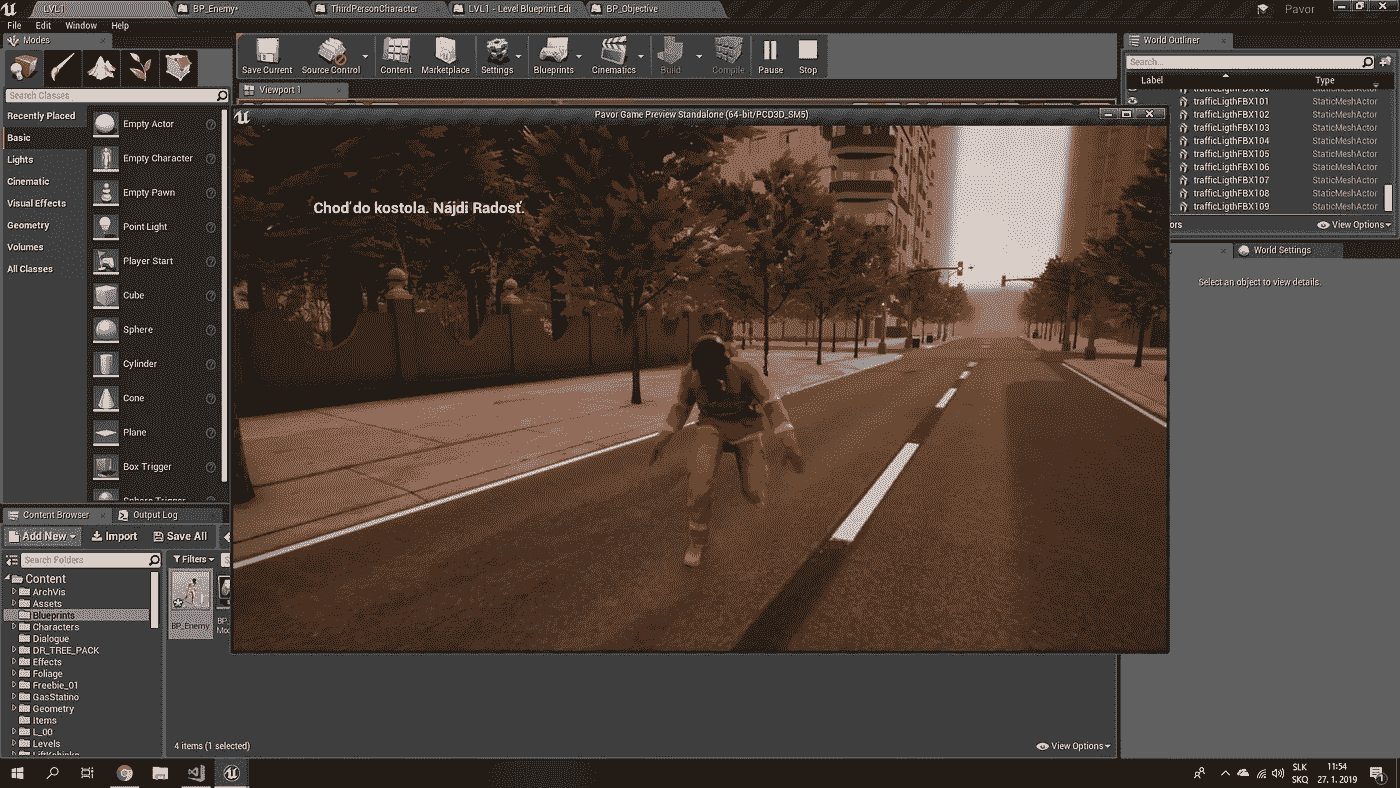 LVL1
BP_Enemy*
ThirdPersonCharacter
LVL1 - Level Blueprint Edi
BP_Objective
Pavor
File Edit Window Help
Modes
Search Classes
Recently Placed
Basic
Lights
Cinematic
Visual Effects
Geometry
Volumes
All Classes
Empty Actor
Empty Character
Empty Pawn
Point Light
Player Start
Cube
Sphere
Cylinder
Cone
Plane
Box Trigger
Sphere Trigger
Save Current
Source Control
Content
Marketplace
Settings
Blueprints
Cinematics
Build
Compile
Pause
Stop
Viewport 1
Pavor Game Preview Standalone (64-bit/PCD3D_SM5)
Choď do kostola. Nájdi Radosť.
World Outliner
Search...
Label Type
trafficLigthFBX101 StaticMeshActor
trafficLigthFBX102 StaticMeshActor
trafficLigthFBX103 StaticMeshActor
trafficLigthFBX104 StaticMeshActor
trafficLigthFBX105 StaticMeshActor
trafficLigthFBX106 StaticMeshActor
trafficLigthFBX107 StaticMeshActor
trafficLigthFBX108 StaticMeshActor
trafficLigthFBX109 StaticMeshActor
ors
View Options
World Settings
Select an object to view details.
Content Browser
Output Log
Add New
Import
Save All
Search Folders
Filters
Content
ArchVis
Assets
Blueprints
Characters
Dialogue
DR_TREE_PACK
Effects
Foliage
Freebie_01
GasStatino
Geometry
Items
L_00
Levels
BP_Enemy
BP_
4 items (1 selected)
View Options
SLK
SKQ
11:54
27. 1. 2019
1